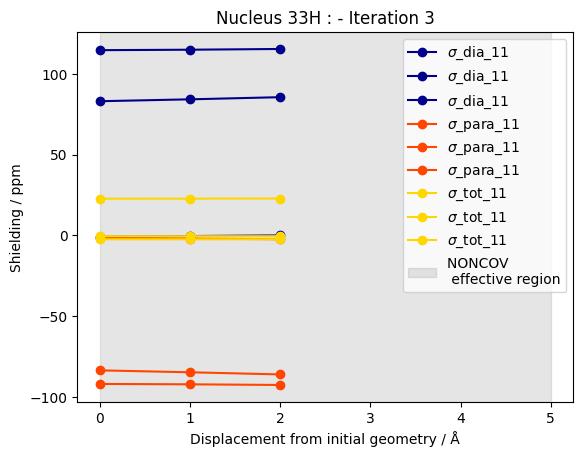 Nucleus 33H : - Iteration 3
Shielding / ppm
100
50
0
−50
−100
σ_dia_11
σ_dia_11
σ_dia_11
σ_para_11
σ_para_11
σ_para_11
σ_tot_11
σ_tot_11
σ_tot_11
NONCOV
effective region
0 1 2 3 4 5
Displacement from initial geometry / Å